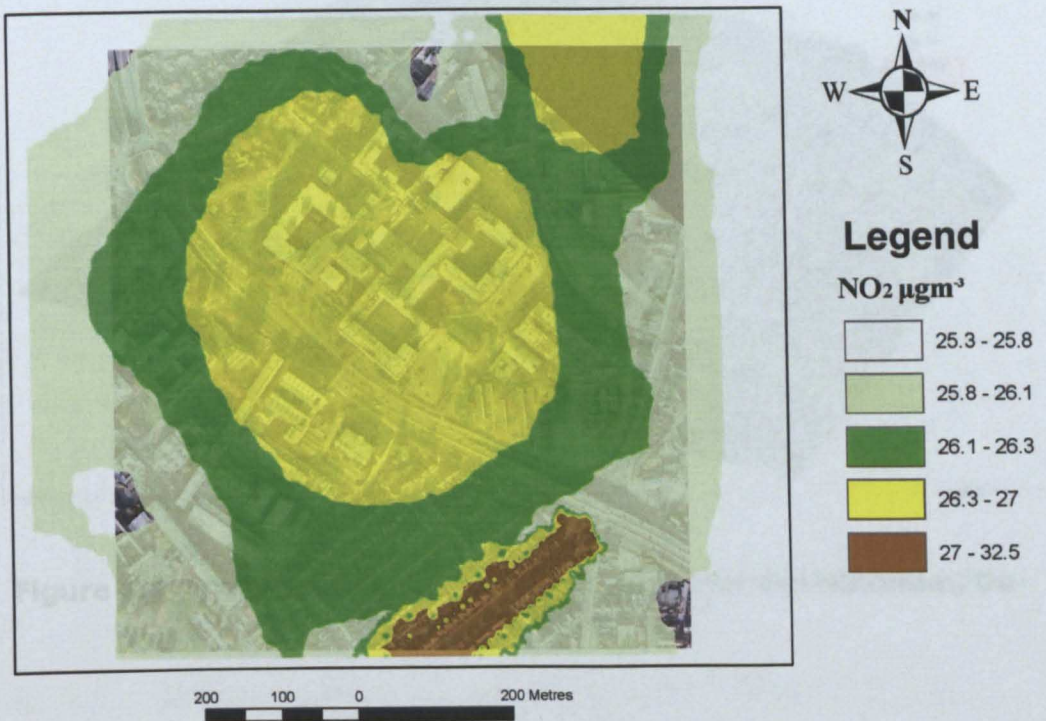 N
W E
S
Legend
NO₂ µgm⁻³
25.3 - 25.8
25.8 - 26.1
26.1 - 26.3
26.3 - 27
27 - 32.5
Figure
200 100 0 200 Metres